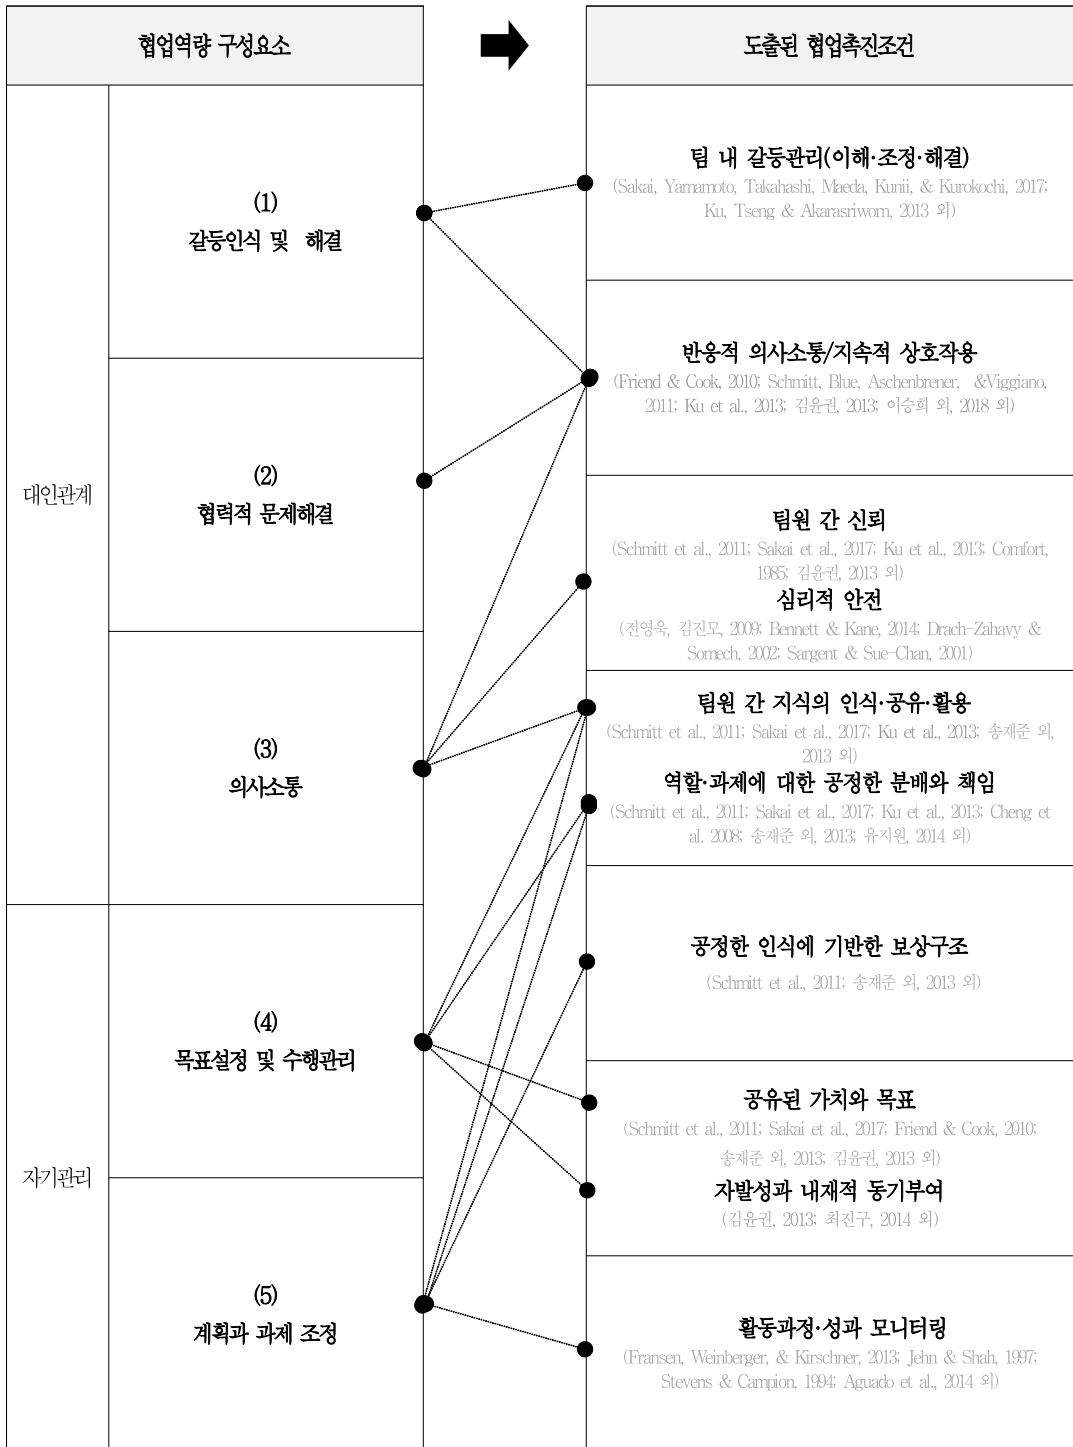 협업역량 구성요소
도출된 협업촉진조건
대인관계
(1)
갈등인식 및 해결
(2)
협력적 문제해결
(3)
의사소통
자기관리
(4)
목표설정 및 수행관리
(5)
계획과 과제 조정
팀 내 갈등관리(이해·조정·해결)
(Sakai, Yamamoto, Takahashi, Maeda, Kunii, & Kurokochi, 2017;
Ku, Tseng & Akarasriworn, 2013 외)
반응적 의사소통/지속적 상호작용
(Friend & Cook, 2010; Schmitt, Blue, Aschenbrener, &Viggiano,
2011; Ku et al., 2013; 김윤권, 2013; 이승희 외, 2018 외)
팀원 간 신뢰
(Schmitt et al., 2011; Sakai et al., 2017; Ku et al., 2013; Comfort,
1985; 김윤권, 2013 외)
심리적 안전
(전영욱, 김진모, 2009; Bennett & Kane, 2014; Drach-Zahavy &
Somech, 2002; Sargent & Sue-Chan, 2001)
팀원 간 지식의 인식·공유·활용
(Schmitt et al., 2011; Sakai et al., 2017; Ku et al., 2013; 송재준 외,
2013 외)
역할·과제에 대한 공정한 분배와 책임
(Schmitt et al., 2011; Sakai et al., 2017; Ku et al., 2013; Cheng et
al. 2008; 송재준 외, 2013; 유지원, 2014 외)
공정한 인식에 기반한 보상구조
(Schmitt et al., 2011; 송재준 외, 2013 외)
공유된 가치와 목표
(Schmitt et al., 2011; Sakai et al., 2017; Friend & Cook, 2010;
송재준 외, 2013; 김윤권, 2013 외)
자발성과 내재적 동기부여
(김윤권, 2013; 최진구, 2014 외)
활동과정·성과 모니터링
(Fransen, Weinberger, & Kirschner, 2013; Jehn & Shah, 1997;
Stevens & Campion, 1994; Aguado et al., 2014 외)